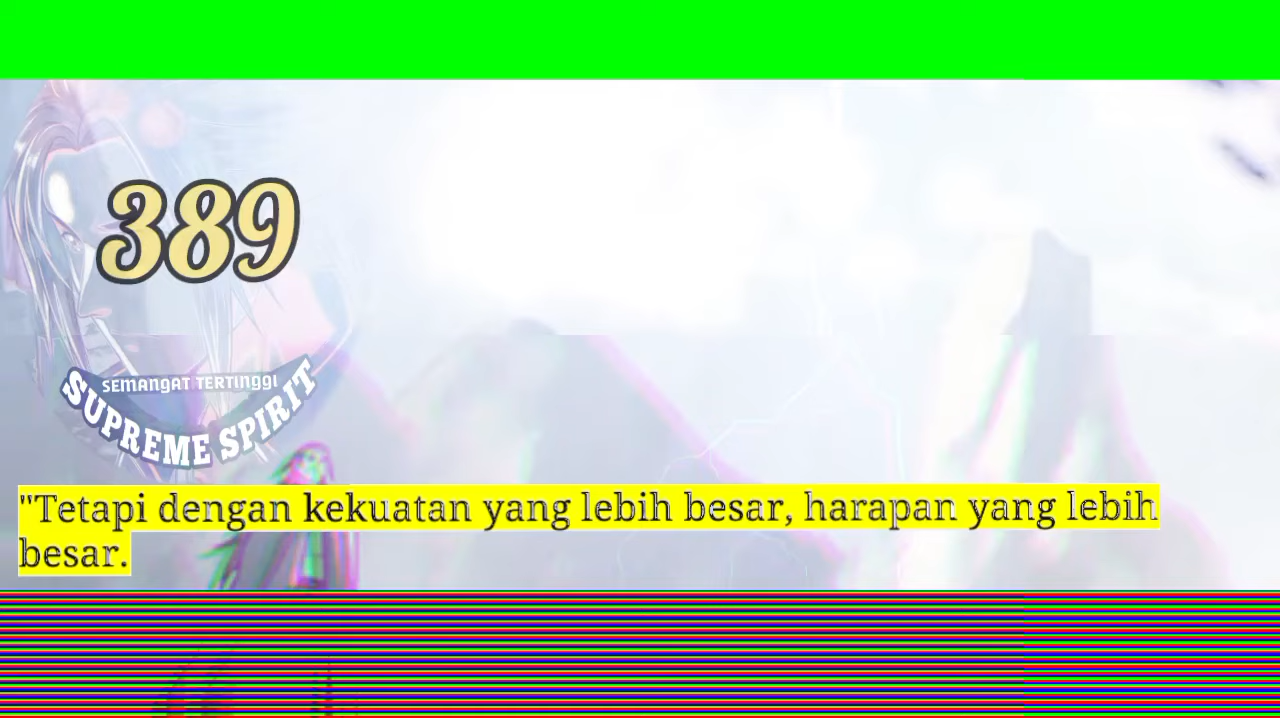 389
SEMANGAT TERTINGGI
SUPREME SPIRIT
"Tetapi dengan kekuatan yang lebih besar, harapan yang lebih
besar.